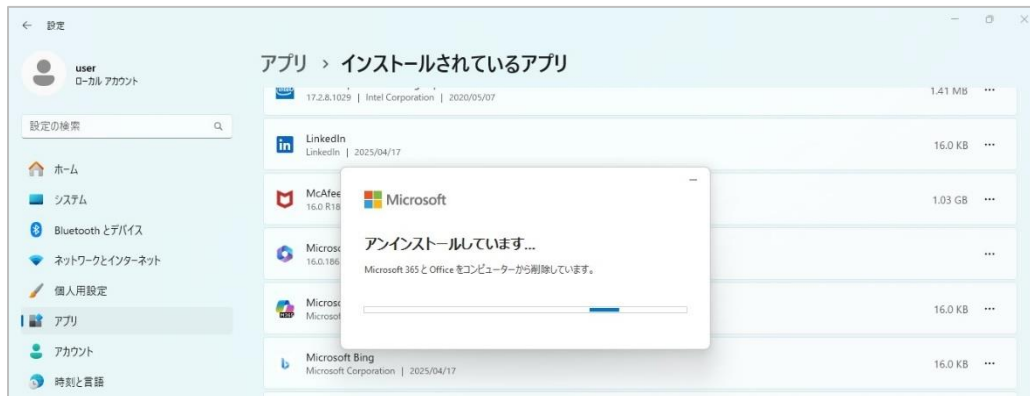 設定
user
ローカル アカウント
設定の検索
ホーム
システム
Bluetooth とデバイス
ネットワークとインターネット
個人用設定
アプリ
アカウント
時刻と言語
アプリ › インストールされているアプリ
17.2.8.1029 | Intel Corporation | 2020/05/07
1.41 MB
LinkedIn
LinkedIn | 2025/04/17
16.0 KB
McAfee
16.0 R18
1.03 GB
16.0.186
16.0 KB
Microsoft Bing
Microsoft Corporation | 2025/04/17
16.0 KB
Microsoft
アンインストールしています...
Microsoft 365 と Office をコンピューターから削除しています。